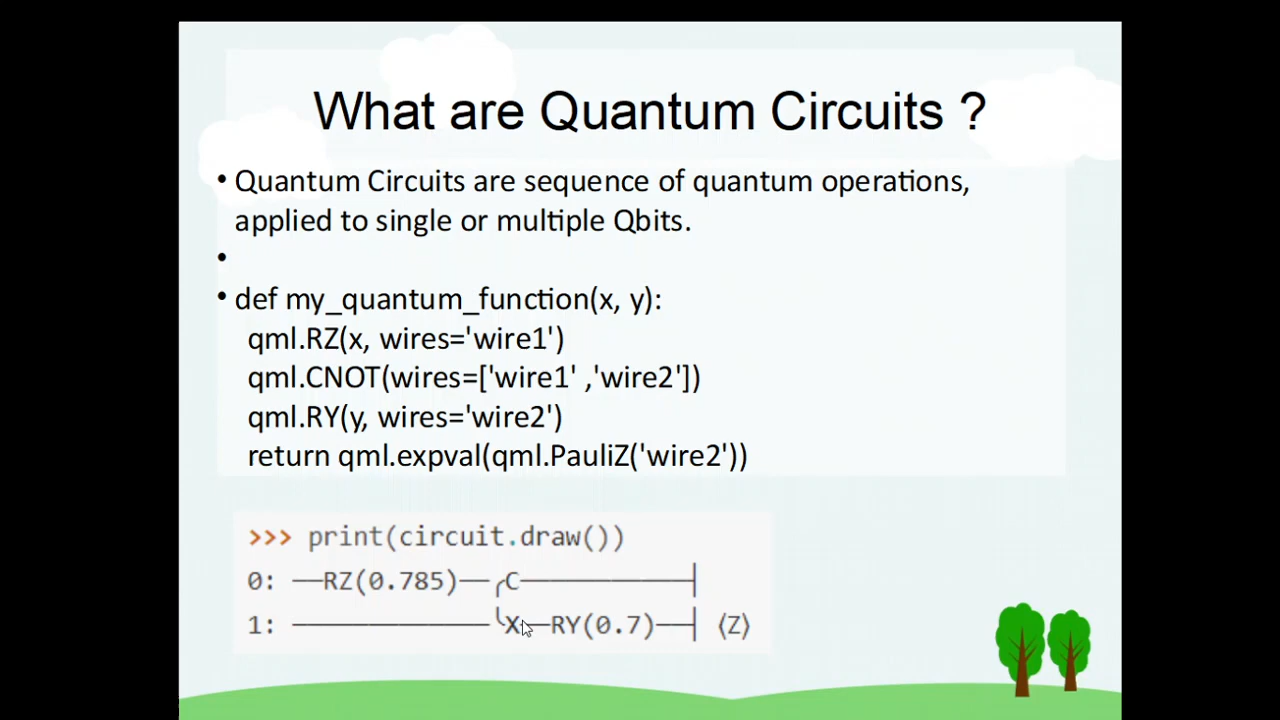 What are Quantum Circuits ?
• Quantum Circuits are sequence of quantum operations,
applied to single or multiple Qbits.
•
• def my_quantum_function(x, y):
qml.RZ(x, wires='wire1')
qml.CNOT(wires=['wire1' ,'wire2'])
qml.RY(y, wires='wire2')
return qml.expval(qml.PauliZ('wire2'))
>>> print(circuit.draw())
0: ──RZ(0.785)──╭C───────────┤
1: ─────────────╰X──RY(0.7)──┤ ⟨Z⟩